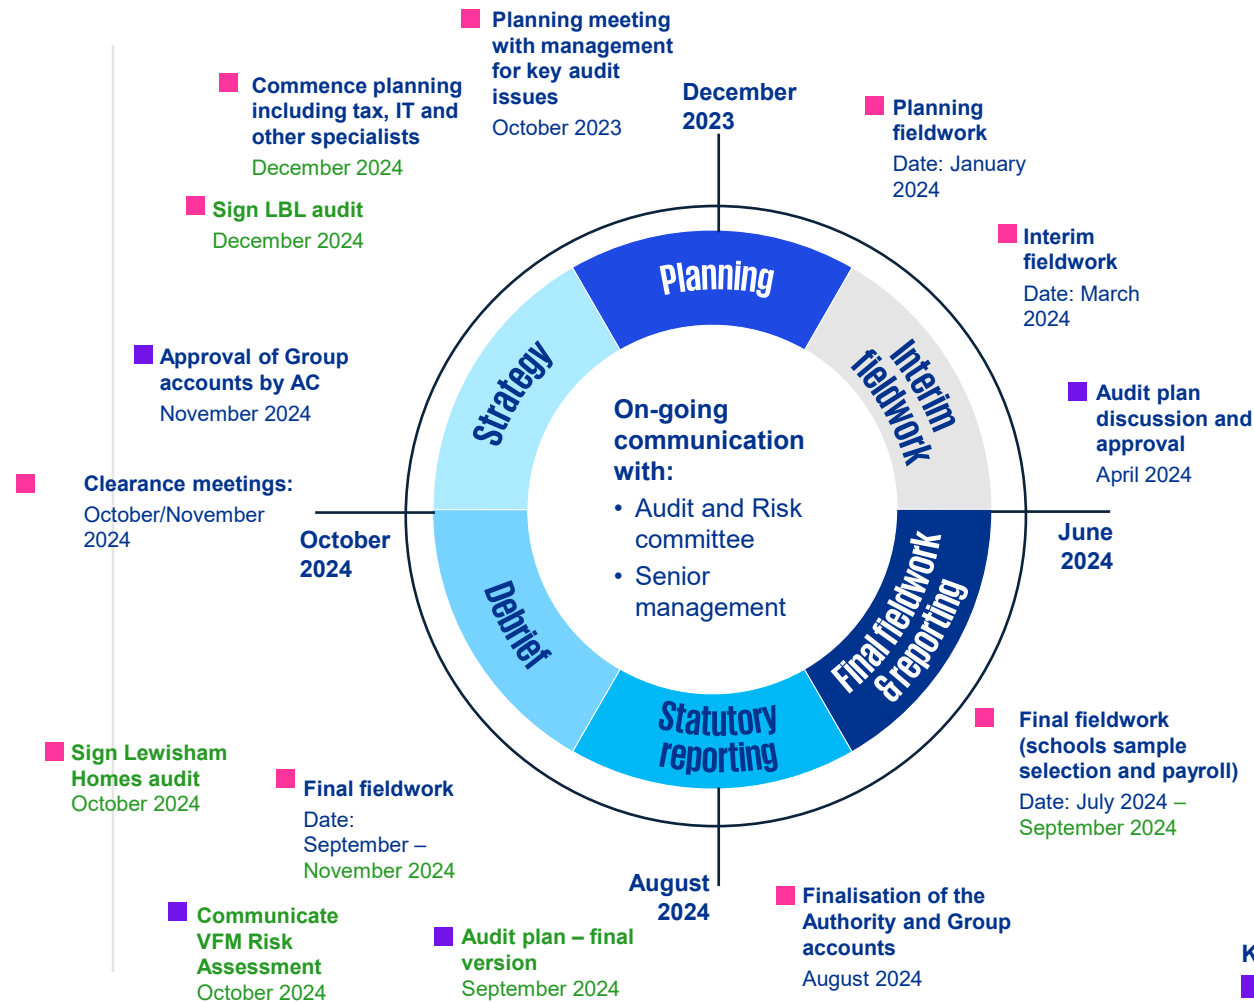 Planning meeting
with management
for key audit
issues
October 2023
Commence planning
including tax, IT and
other specialists
December 2024
December
2023
Planning
fieldwork
Date: January
2024
Sign LBL audit
December 2024
Interim
fieldwork
Date: March
2024
Planning
Strategy
Interim
fieldwork
Approval of Group
accounts by AC
November 2024
Audit plan
discussion and
approval
April 2024
On-going
communication
with:
• Audit and Risk
committee
• Senior
management
Clearance meetings:
October/November
2024
October
2024
June
2024
Debrief
Final fieldwork
& reporting
Statutory
reporting
Final fieldwork
(schools sample
selection and payroll)
Date: July 2024 –
September 2024
Sign Lewisham
Homes audit
October 2024
Final fieldwork
Date:
September –
November 2024
August
2024
Finalisation of the
Authority and Group
accounts
August 2024
Communicate
VFM Risk
Assessment
October 2024
Audit plan – final
version
September 2024
K